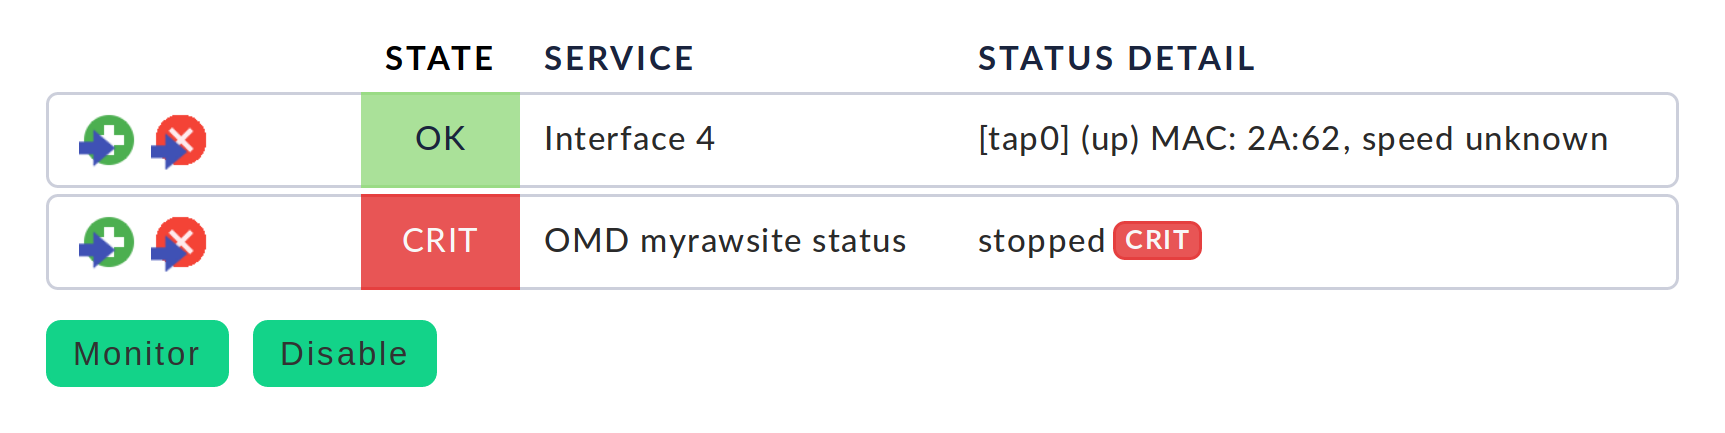 STATE SERVICE STATUS DETAIL
OK Interface 4 [tap0] (up) MAC: 2A:62, speed unknown
CRIT OMD myrawsite status stopped CRIT
Monitor Disable